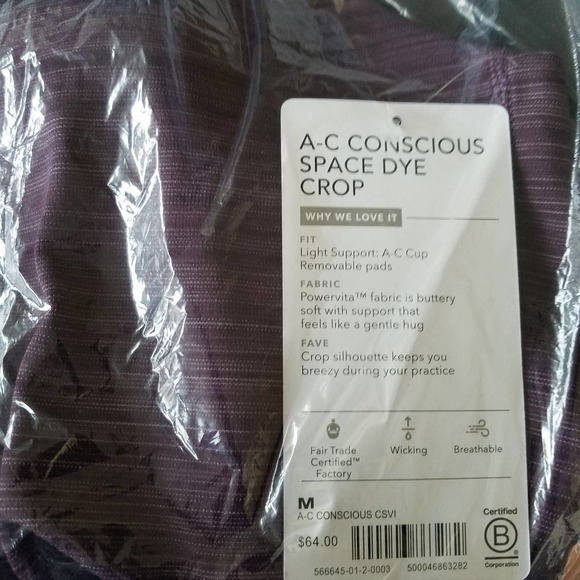 A-C CONSCIOUS
SPACE DYE
CROP
WHY WE LOVE IT
FIT
Light Support: A-C Cup
Removable pads
FABRIC
Powervita™ fabric is buttery
soft with support that
feels like a gentle hug
FAVE
Crop silhouette keeps you
breezy during your practice
Fair Trade
Certified™
Factory
Wicking
Breathable
M
A-C CONSCIOUS CSVI
$64.00
566645-01-2-0003 500046863282
Certified
B
Corporation